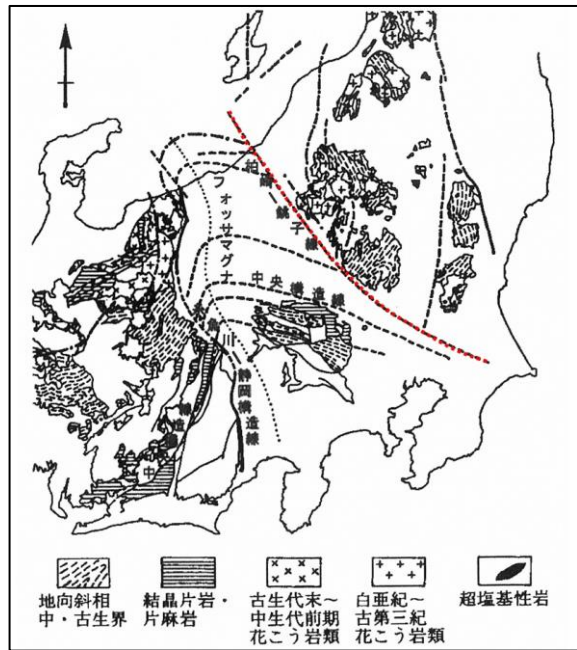 柏崎―銚子線
フォッサマグナ
中央構造線
糸魚川
静岡構造線
中
地向斜相
中・古生界
結晶片岩・
片麻岩
古生代末〜
中生代前期
花こう岩類
白亜紀〜
古第三紀
花こう岩類
超塩基性岩